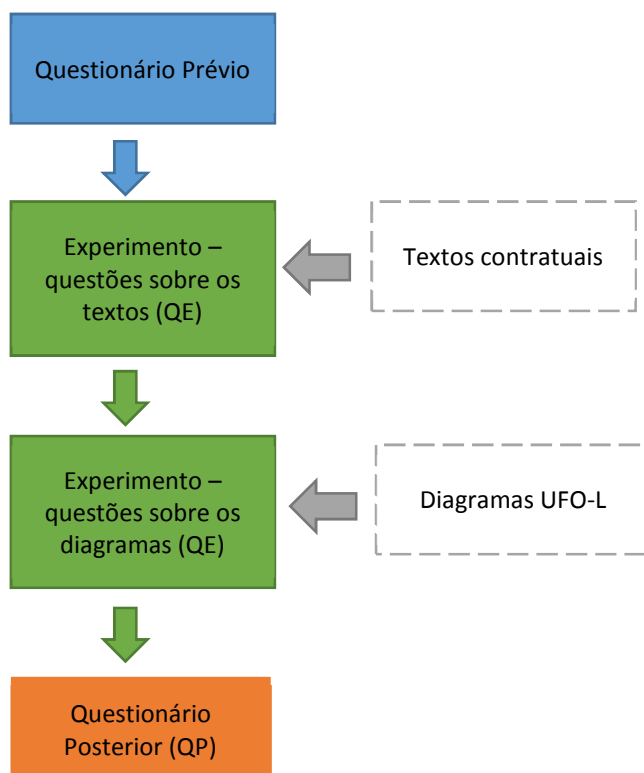 Questionário Prévio
Experimento –
questões sobre os
textos (QE)
Textos contratuais
Experimento –
questões sobre os
diagramas (QE)
Diagramas UFO-L
Questionário
Posterior (QP)